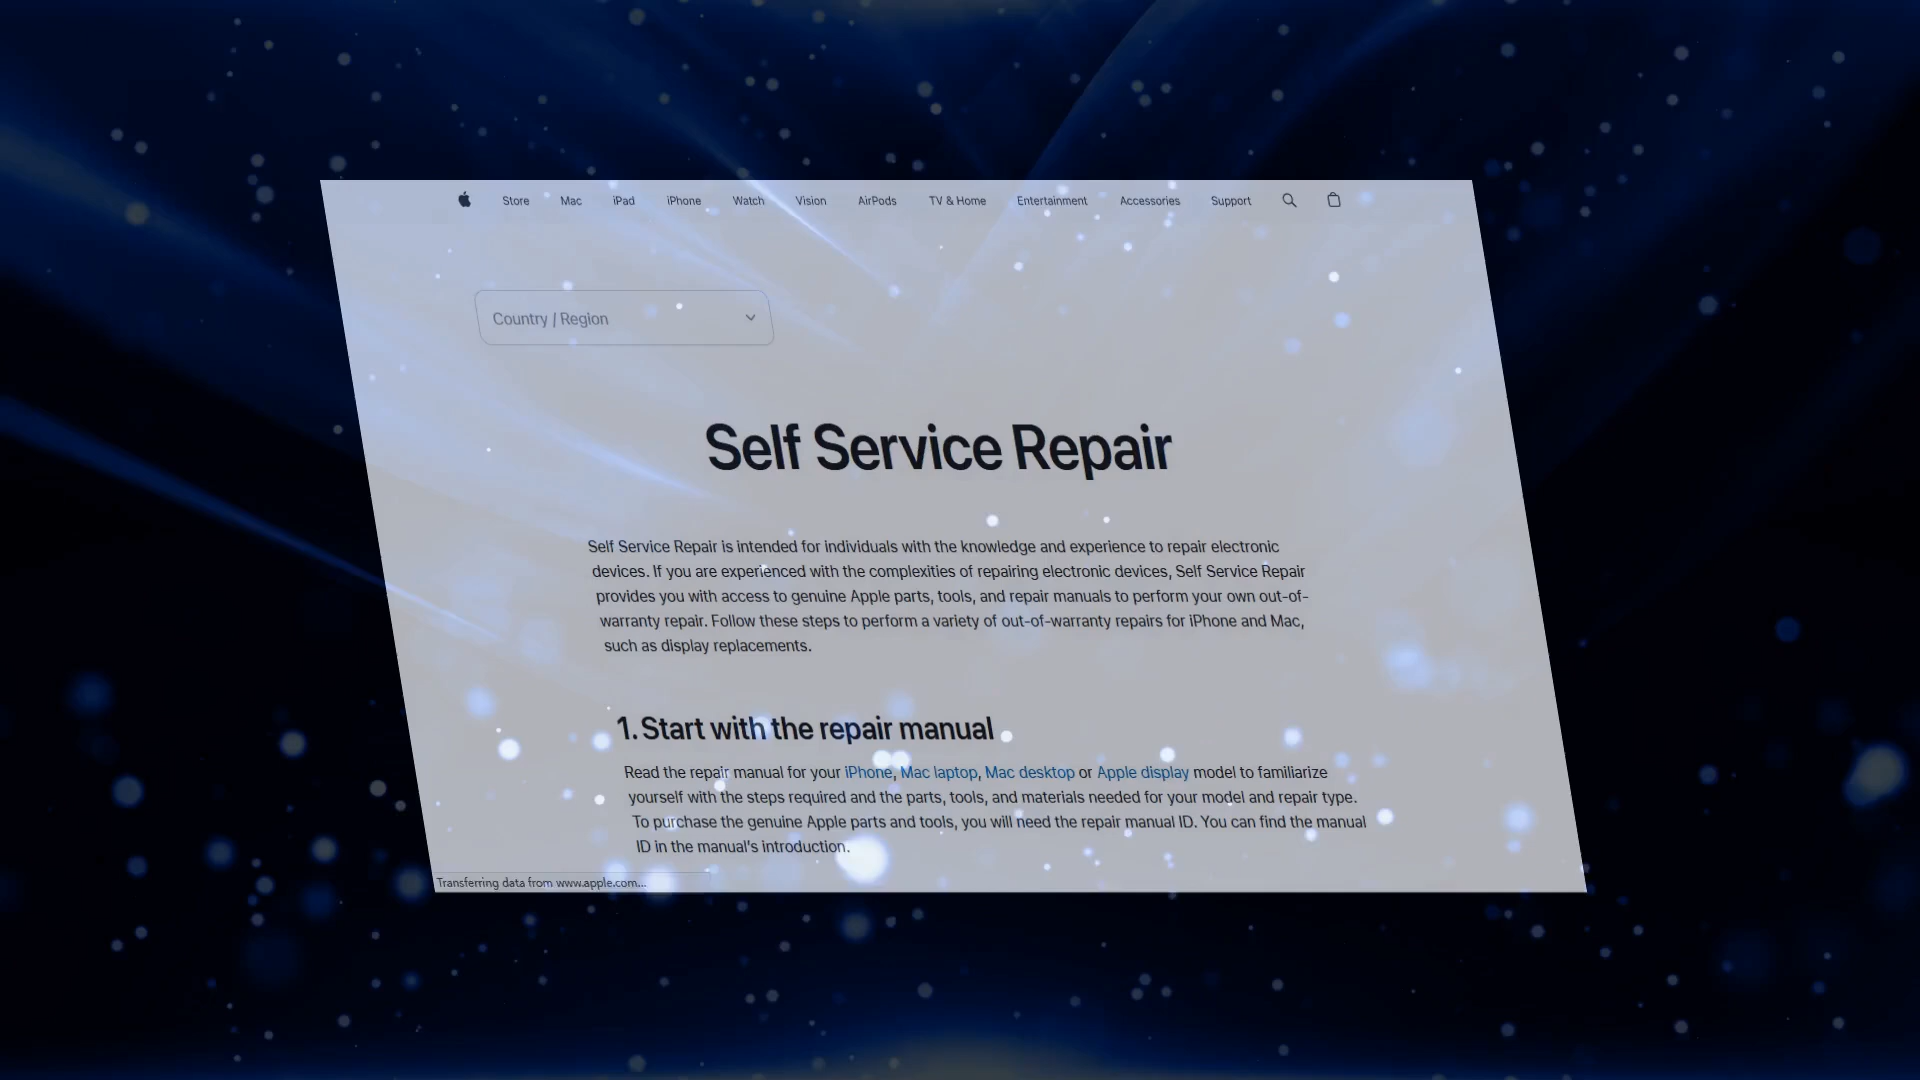 Store Mac iPad iPhone Watch Vision AirPods TV & Home Entertainment Accessories Support
Country / Region
Self Service Repair
Self Service Repair is intended for individuals with the knowledge and experience to repair electronic
devices. If you are experienced with the complexities of repairing electronic devices, Self Service Repair
provides you with access to genuine Apple parts, tools, and repair manuals to perform your own out-of-
warranty repair. Follow these steps to perform a variety of out-of-warranty repairs for iPhone and Mac,
such as display replacements.
1. Start with the repair manual
Read the repair manual for your iPhone, Mac laptop, Mac desktop or Apple display model to familiarize
yourself with the steps required and the parts, tools, and materials needed for your model and repair type.
To purchase the genuine Apple parts and tools, you will need the repair manual ID. You can find the manual
ID in the manual's introduction.
Transferring data from www.apple.com...